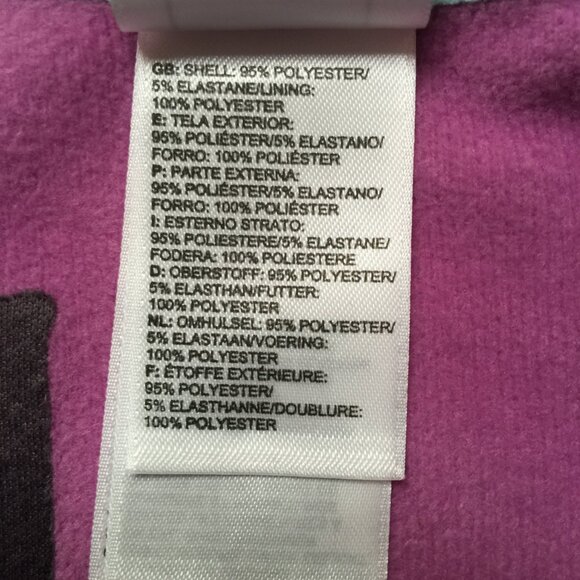 GB: SHELL: 95% POLYESTER/
5% ELASTANE/LINING:
100% POLYESTER
E: TELA EXTERIOR:
95% POLIÉSTER/5% ELASTANO/
FORRO: 100% POLIÉSTER
P: PARTE EXTERNA:
95% POLIÉSTER/5% ELASTANO/
FORRO: 100% POLIÉSTER
I: ESTERNO STRATO:
95% POLIESTERE/5% ELASTANE/
FODERA: 100% POLIESTERE
D: OBERSTOFF: 95% POLYESTER/
5% ELASTHAN/FUTTER:
100% POLYESTER
NL: OMHULSEL: 95% POLYESTER/
5% ELASTAAN/VOERING:
100% POLYESTER
F: ÉTOFFE EXTÉRIEURE:
95% POLYESTER/
5% ELASTHANNE/DOUBLURE:
100% POLYESTER